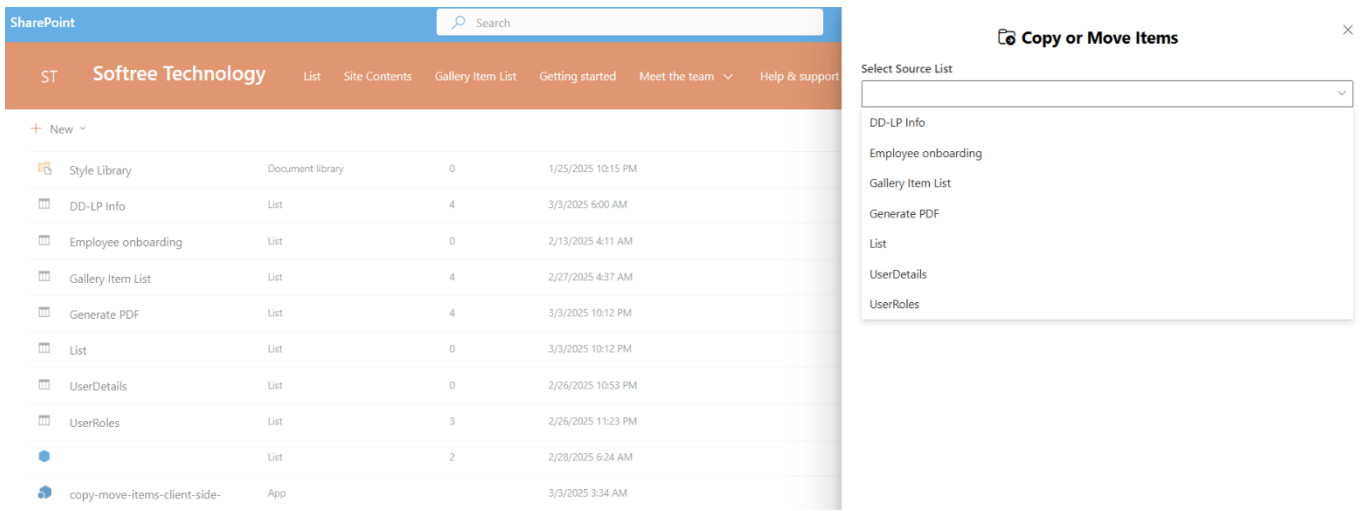 SharePoint
Search
ST Softree Technology List Site Contents Gallery Item List Getting started Meet the team Help & support
New
Style Library Document library 0 1/25/2025 10:15 PM
DD-LP Info List 4 3/3/2025 6:00 AM
Employee onboarding List 0 2/13/2025 4:11 AM
Gallery Item List List 4 2/27/2025 4:37 AM
Generate PDF List 4 3/3/2025 10:12 PM
List List 0 3/3/2025 10:12 PM
UserDetails List 0 2/26/2025 10:53 PM
UserRoles List 3 2/26/2025 11:23 PM
List 2 2/28/2025 6:24 AM
copy-move-items-client-side- App 3/3/2025 3:34 AM
Copy or Move Items
Select Source List
DD-LP Info
Employee onboarding
Gallery Item List
Generate PDF
List
UserDetails
UserRoles